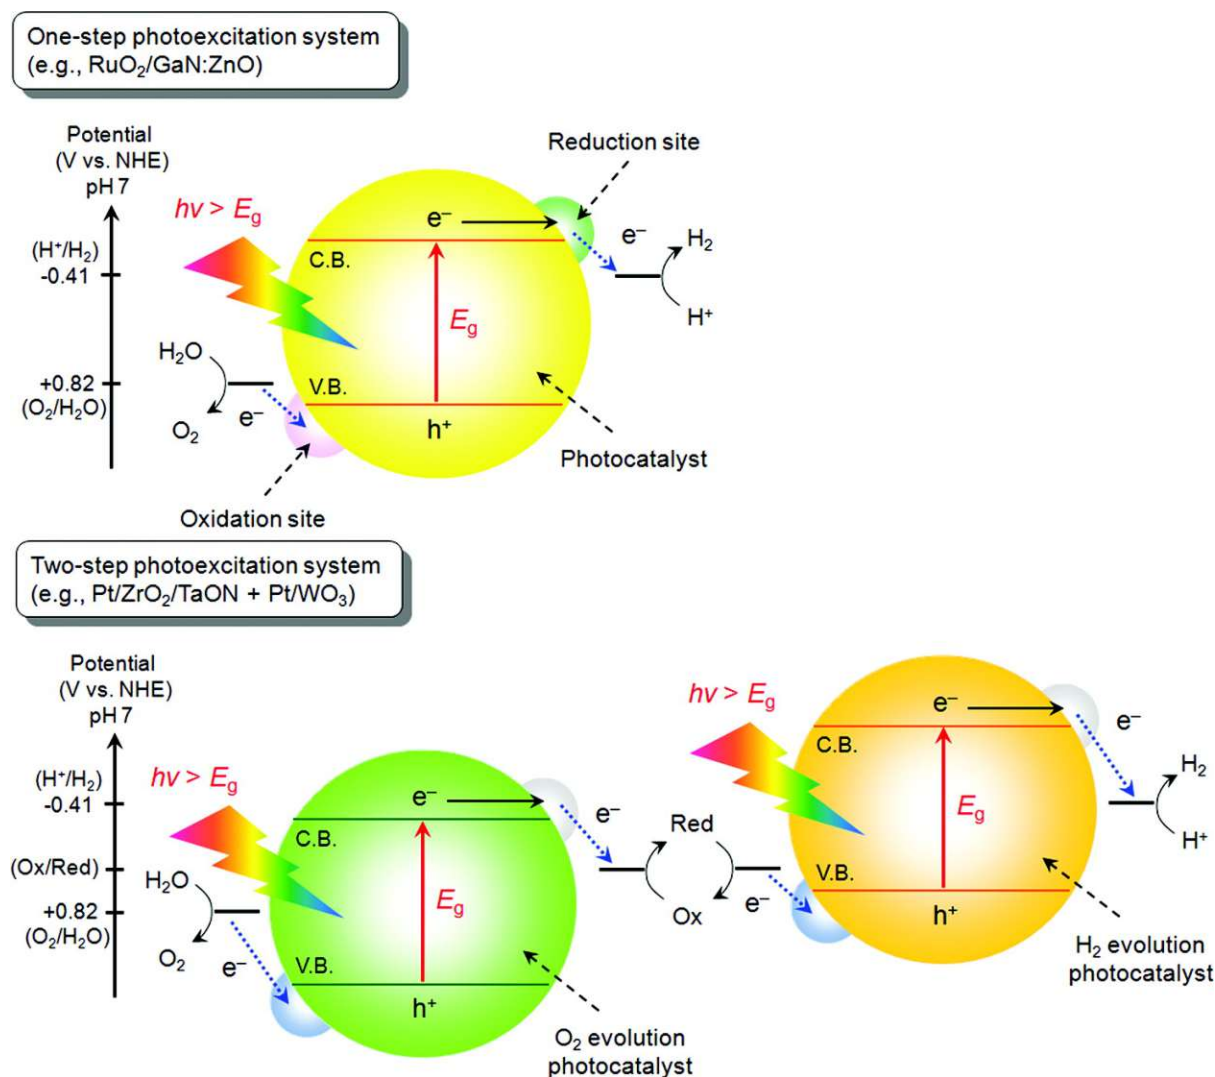 One-step photoexcitation system
(e.g., RuO₂/GaN:ZnO)
Potential
(V vs. NHE)
pH 7
(H⁺/H₂)
-0.41
+0.82
(O₂/H₂O)
hν > Eg
H₂O
O₂
e⁻
Oxidation site
e⁻
C.B.
Eg
V.B.
h⁺
Reduction site
e⁻
H₂
H⁺
Photocatalyst
Two-step photoexcitation system
(e.g., Pt/ZrO₂/TaON + Pt/WO₃)
Potential
(V vs. NHE)
pH 7
(H⁺/H₂)
-0.41
(Ox/Red)
+0.82
(O₂/H₂O)
hν > Eg
H₂O
O₂
e⁻
e⁻
C.B.
Eg
V.B.
h⁺
O₂ evolution
photocatalyst
e⁻
Red
Ox
e⁻
hν > Eg
e⁻
C.B.
Eg
V.B.
h⁺
e⁻
H₂
H⁺
H₂ evolution
photocatalyst